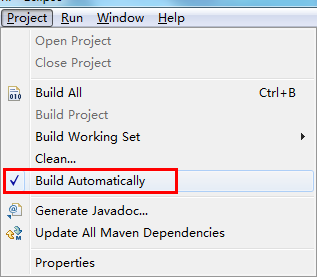 Project Run Window Help
Open Project
Close Project
Build All Ctrl+B
Build Project
Build Working Set
Clean...
Build Automatically
Generate Javadoc...
Update All Maven Dependencies
Properties